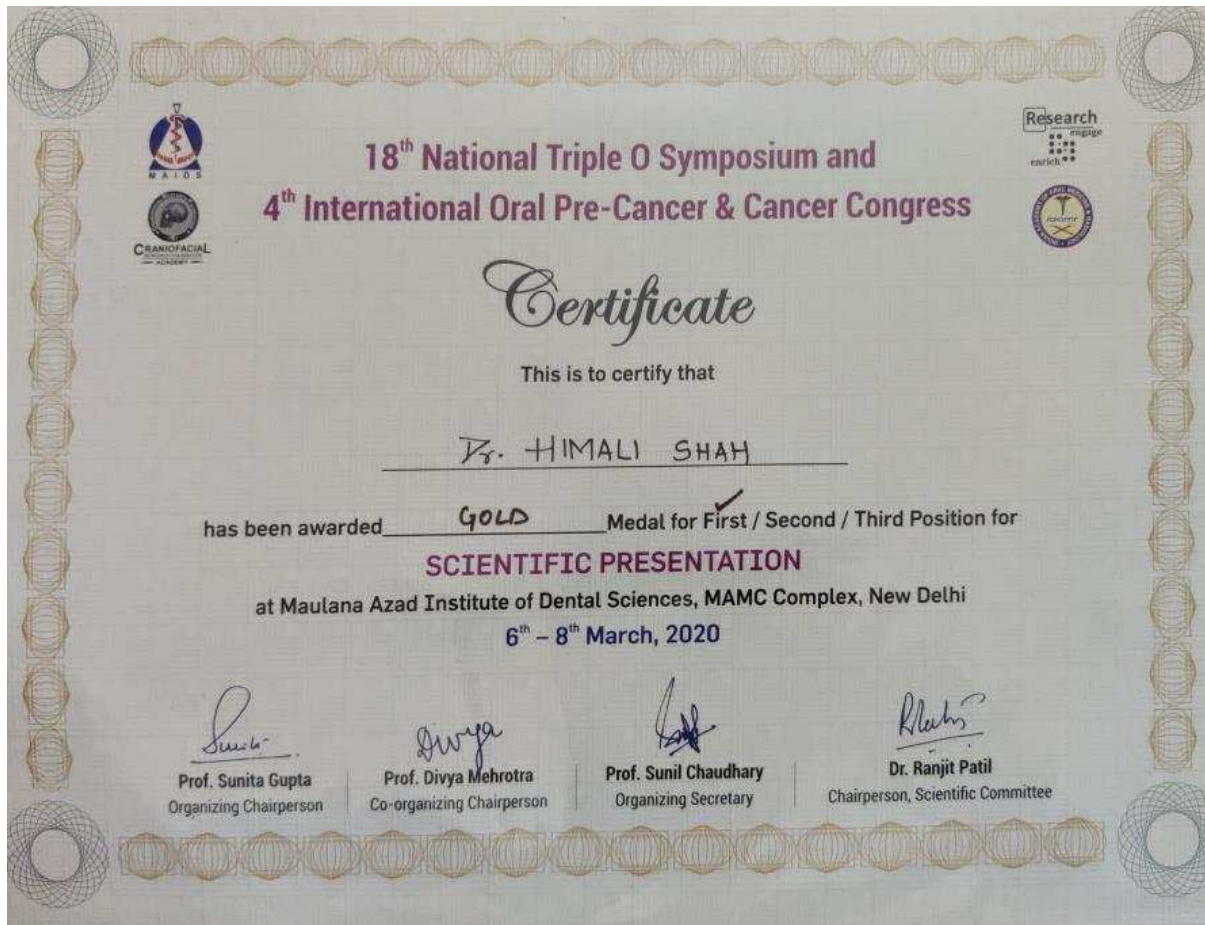 MAIDS
CRANIOFACIAL
ACADEMY
Research
engage
enrich
18th National Triple O Symposium and
4th International Oral Pre-Cancer & Cancer Congress
Certificate
This is to certify that
Dr. HIMALI SHAH
has been awarded GOLD Medal for First / Second / Third Position for
SCIENTIFIC PRESENTATION
at Maulana Azad Institute of Dental Sciences, MAMC Complex, New Delhi
6th – 8th March, 2020
Divya
Prof. Sunita Gupta
Organizing Chairperson
Prof. Divya Mehrotra
Co-organizing Chairperson
Prof. Sunil Chaudhary
Organizing Secretary
Dr. Ranjit Patil
Chairperson, Scientific Committee